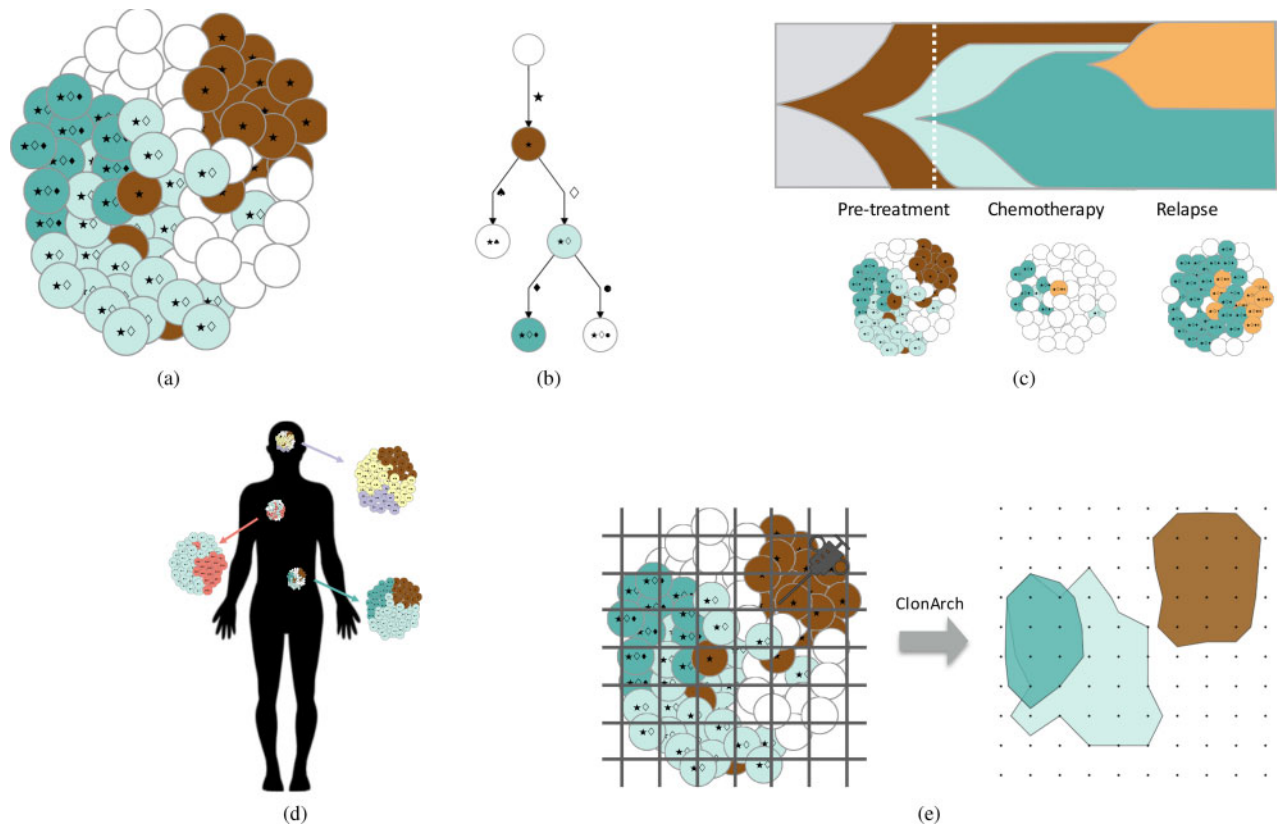 (a)
(b)
Pre-treatment Chemotherapy Relapse
(c)
(d)
ClonArch
(e)